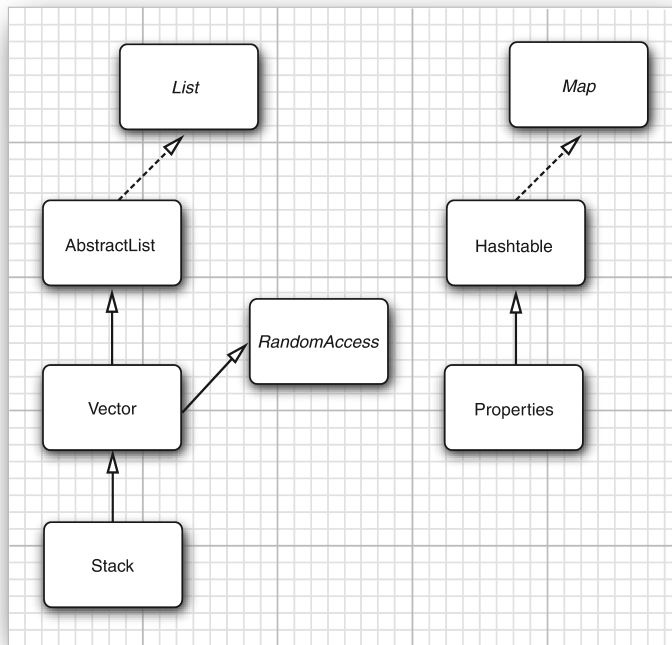 List
Map
AbstractList
Hashtable
RandomAccess
Vector
Properties
Stack